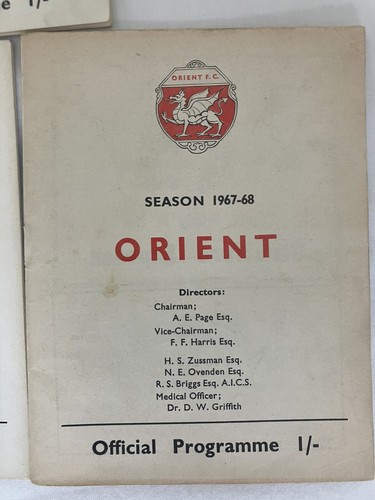 e 1/-
ORIENT F.C.
SEASON 1967-68
ORIENT
Directors:
Chairman;
A. E. Page Esq.
Vice-Chairman;
F. F. Harris Esq.
H. S. Zussman Esq.
N. E. Ovenden Esq.
R. S. Briggs Esq. A.I.C.S.
Medical Officer;
Dr. D. W. Griffith
Official Programme 1/-